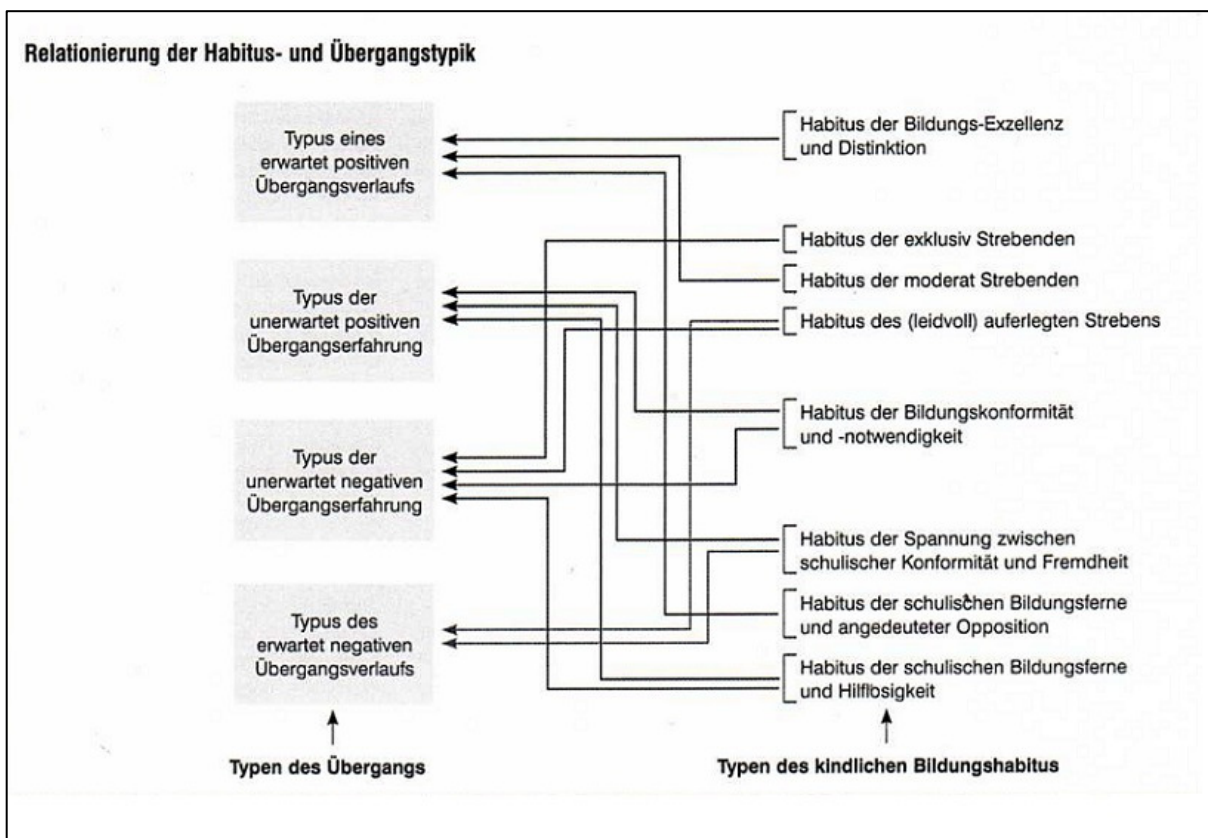 Relationierung der Habitus- und Übergangstypik
Typus eines
erwartet positiven
Übergangsverlaufs
Typus der
unerwartet positiven
Übergangserfahrung
Typus der
unerwartet negativen
Übergangserfahrung
Typus des
erwartet negativen
Übergangsverlaufs
Typen des Übergangs
Habitus der Bildungs-Exzellenz
und Distinktion
Habitus der exklusiv Strebenden
Habitus der moderat Strebenden
Habitus des (leidvoll) auferlegten Strebens
Habitus der Bildungskonformität
und -notwendigkeit
Habitus der Spannung zwischen
schulischer Konformität und Fremdheit
Habitus der schulischen Bildungsferne
und angedeuteter Opposition
Habitus der schulischen Bildungsferne
und Hilflosigkeit
Typen des kindlichen Bildungshabitus